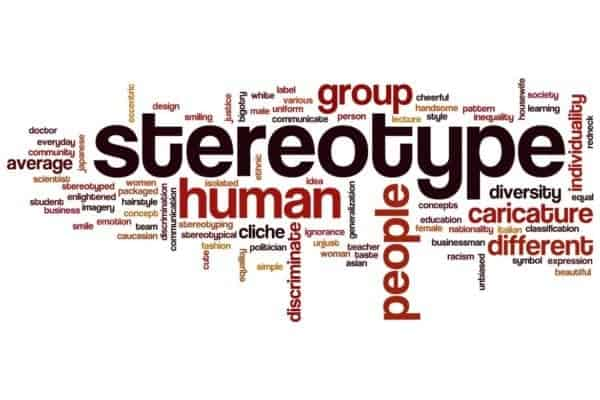 stereotype
group
human
people
different
caricature
average
discriminate
individuality
diversity
cliche
eccentric
design
smiling
justice
bigotry
white
label
various
male
uniform
communicate
person
cheerful
handsome
lecture
style
pattern
inequality
housewife
society
learning
redneck
doctor
everyday
community
japanese
scientist
stereotyped
enlightened
student
imagery
business
smile
emotion
women
packaged
hairstyle
concept
team
caucasian
discrimination
communication
isolated
stereotyping
stereotypical
fashion
cute
ethnic
idea
politician
equality
simple
ignorance
unjust
woman
generalization
teacher
taste
asian
concepts
education
female
nationality
italian
classification
equal
businessman
racism
unbiased
symbol
expression
beautiful